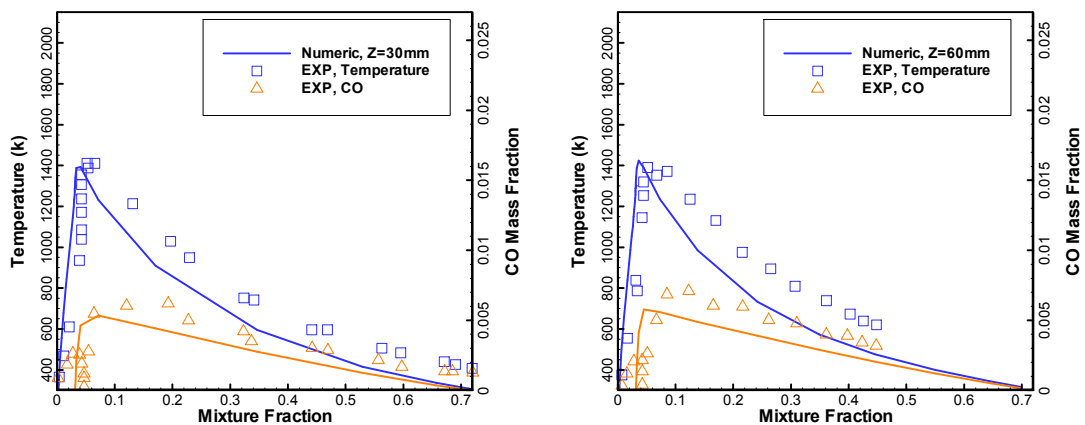 Numeric, Z=30mm
EXP, Temperature
EXP, CO
Temperature (k)
400 600 800 1000 1200 1400 1600 1800 2000
CO Mass Fraction
0 0.005 0.01 0.015 0.02 0.025
0 0.1 0.2 0.3 0.4 0.5 0.6 0.7
Mixture Fraction
Numeric, Z=60mm
EXP, Temperature
EXP, CO
Temperature (k)
400 600 800 1000 1200 1400 1600 1800 2000
CO Mass Fraction
0 0.005 0.01 0.015 0.02 0.025
0 0.1 0.2 0.3 0.4 0.5 0.6 0.7
Mixture Fraction